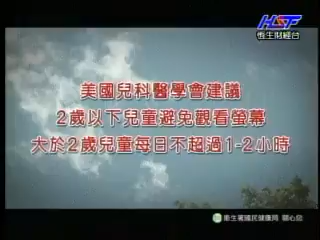 HSF
恆生財經台
美國兒科醫學會建議
2歲以下兒童避免觀看螢幕
大於2歲兒童每日不超過1-2小時
衛生署國民健康局 關心您